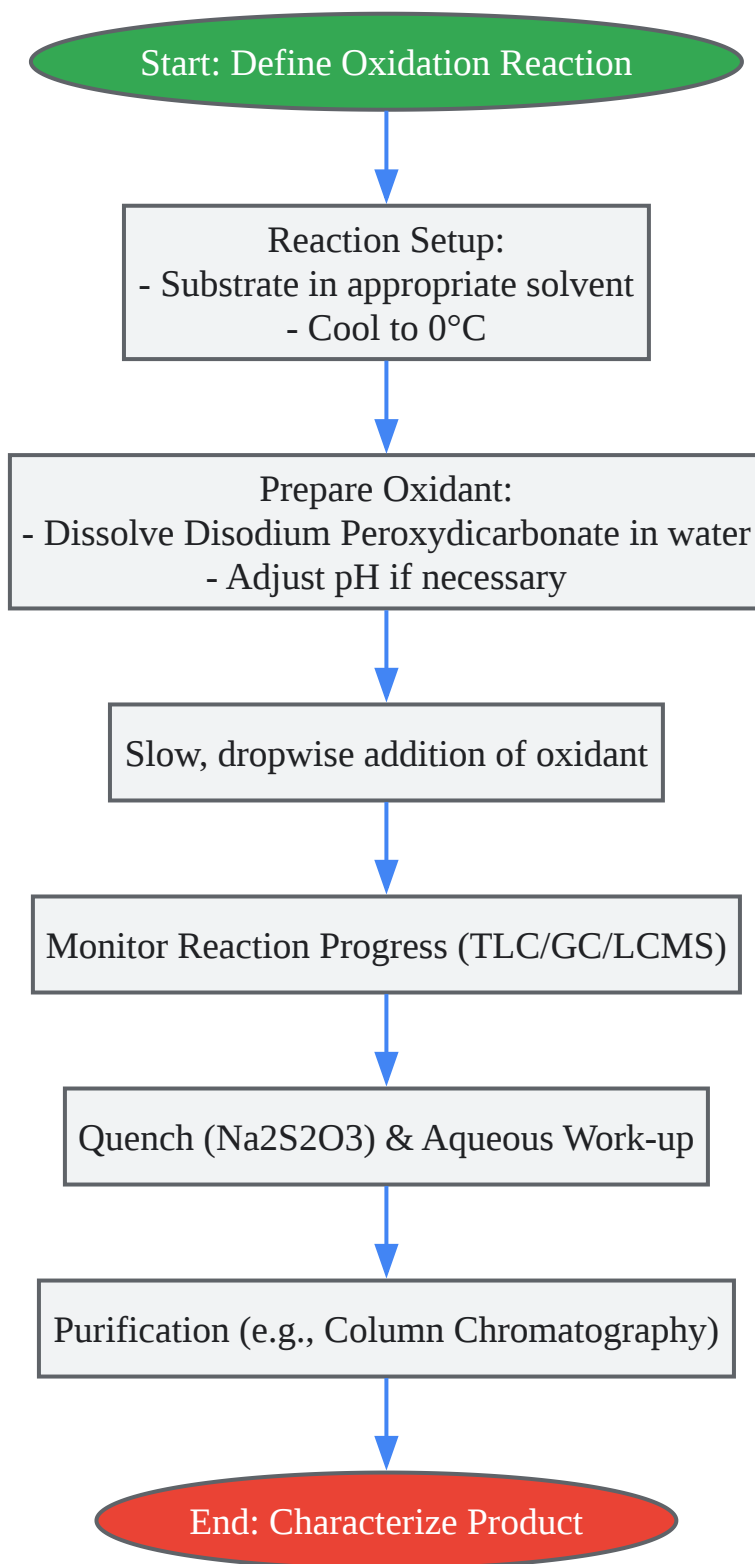 Start: Define Oxidation Reaction
Reaction Setup:
- Substrate in appropriate solvent
- Cool to 0°C
Prepare Oxidant:
- Dissolve Disodium Peroxydicarbonate in water
- Adjust pH if necessary
Slow, dropwise addition of oxidant
Monitor Reaction Progress (TLC/GC/LCMS)
Quench (Na2S2O3) & Aqueous Work-up
Purification (e.g., Column Chromatography)
End: Characterize Product